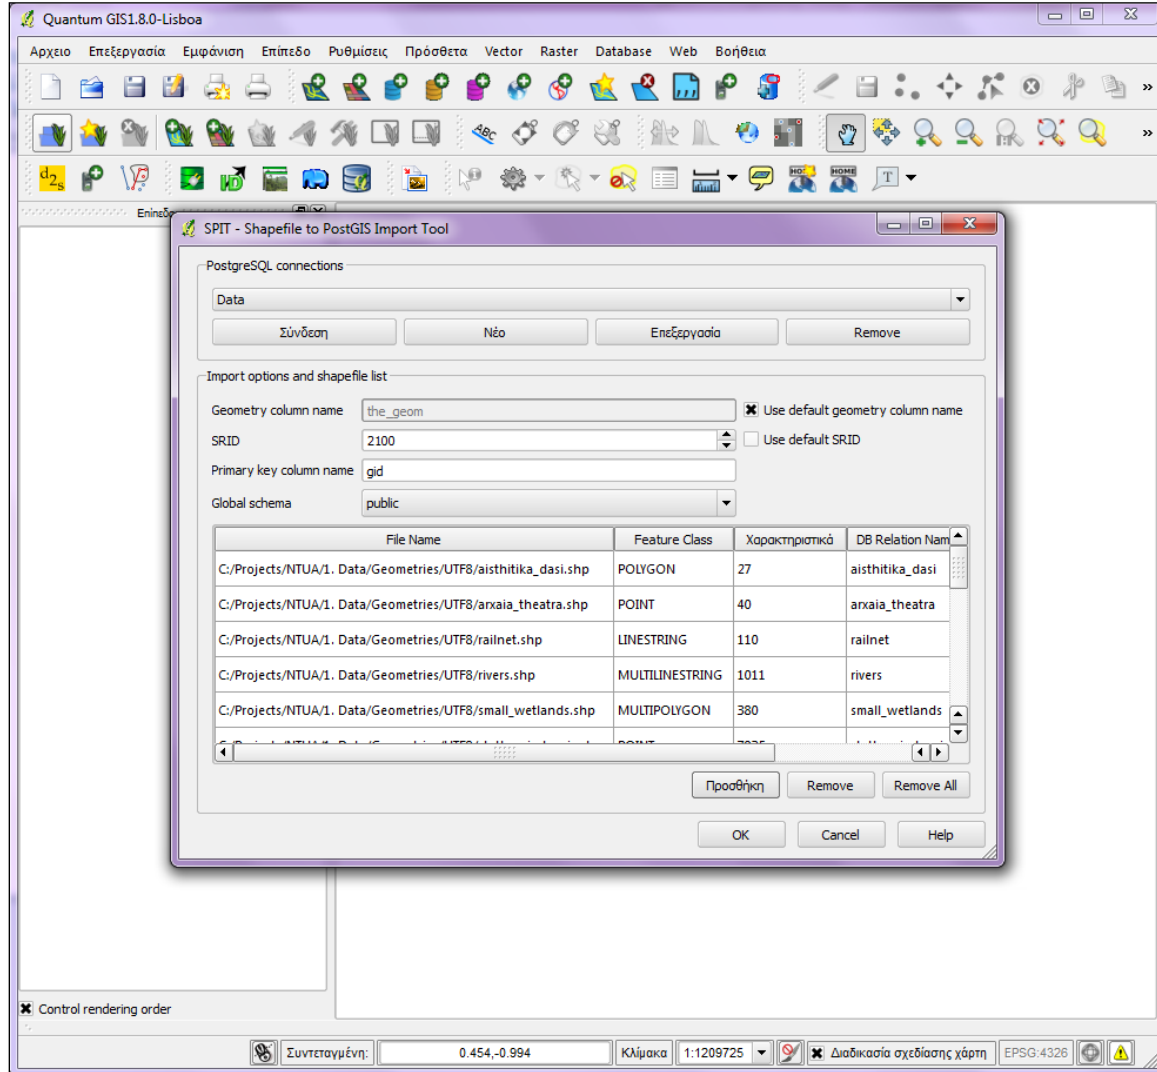 Quantum GIS1.8.0-Lisboa
Αρχειο Επεξεργασία Εμφάνιση Επίπεδο Ρυθμίσεις Πρόσθετα Vector Raster Database Web Βοήθεια
SPIT - Shapefile to PostGIS Import Tool
PostgreSQL connections
Data
Σύνδεση Νέο Επεξεργασία Remove
Import options and shapefile list
Geometry column name the_geom Use default geometry column name
SRID 2100 Use default SRID
Primary key column name gid
Global schema public
File Name Feature Class Χαρακτηριστικά DB Relation Nam
C:/Projects/NTUA/1. Data/Geometries/UTF8/aisthitika_dasi.shp POLYGON 27 aisthitika_dasi
C:/Projects/NTUA/1. Data/Geometries/UTF8/arxaia_theatra.shp POINT 40 arxaia_theatra
C:/Projects/NTUA/1. Data/Geometries/UTF8/railnet.shp LINESTRING 110 railnet
C:/Projects/NTUA/1. Data/Geometries/UTF8/rivers.shp MULTILINESTRING 1011 rivers
C:/Projects/NTUA/1. Data/Geometries/UTF8/small_wetlands.shp MULTIPOLYGON 380 small_wetlands
Προσθήκη Remove Remove All
OK Cancel Help
Control rendering order
Συντεταγμένη: 0.454,-0.994 Κλίμακα 1:1209725 Διαδικασία σχεδίασης χάρτη EPSG:4326